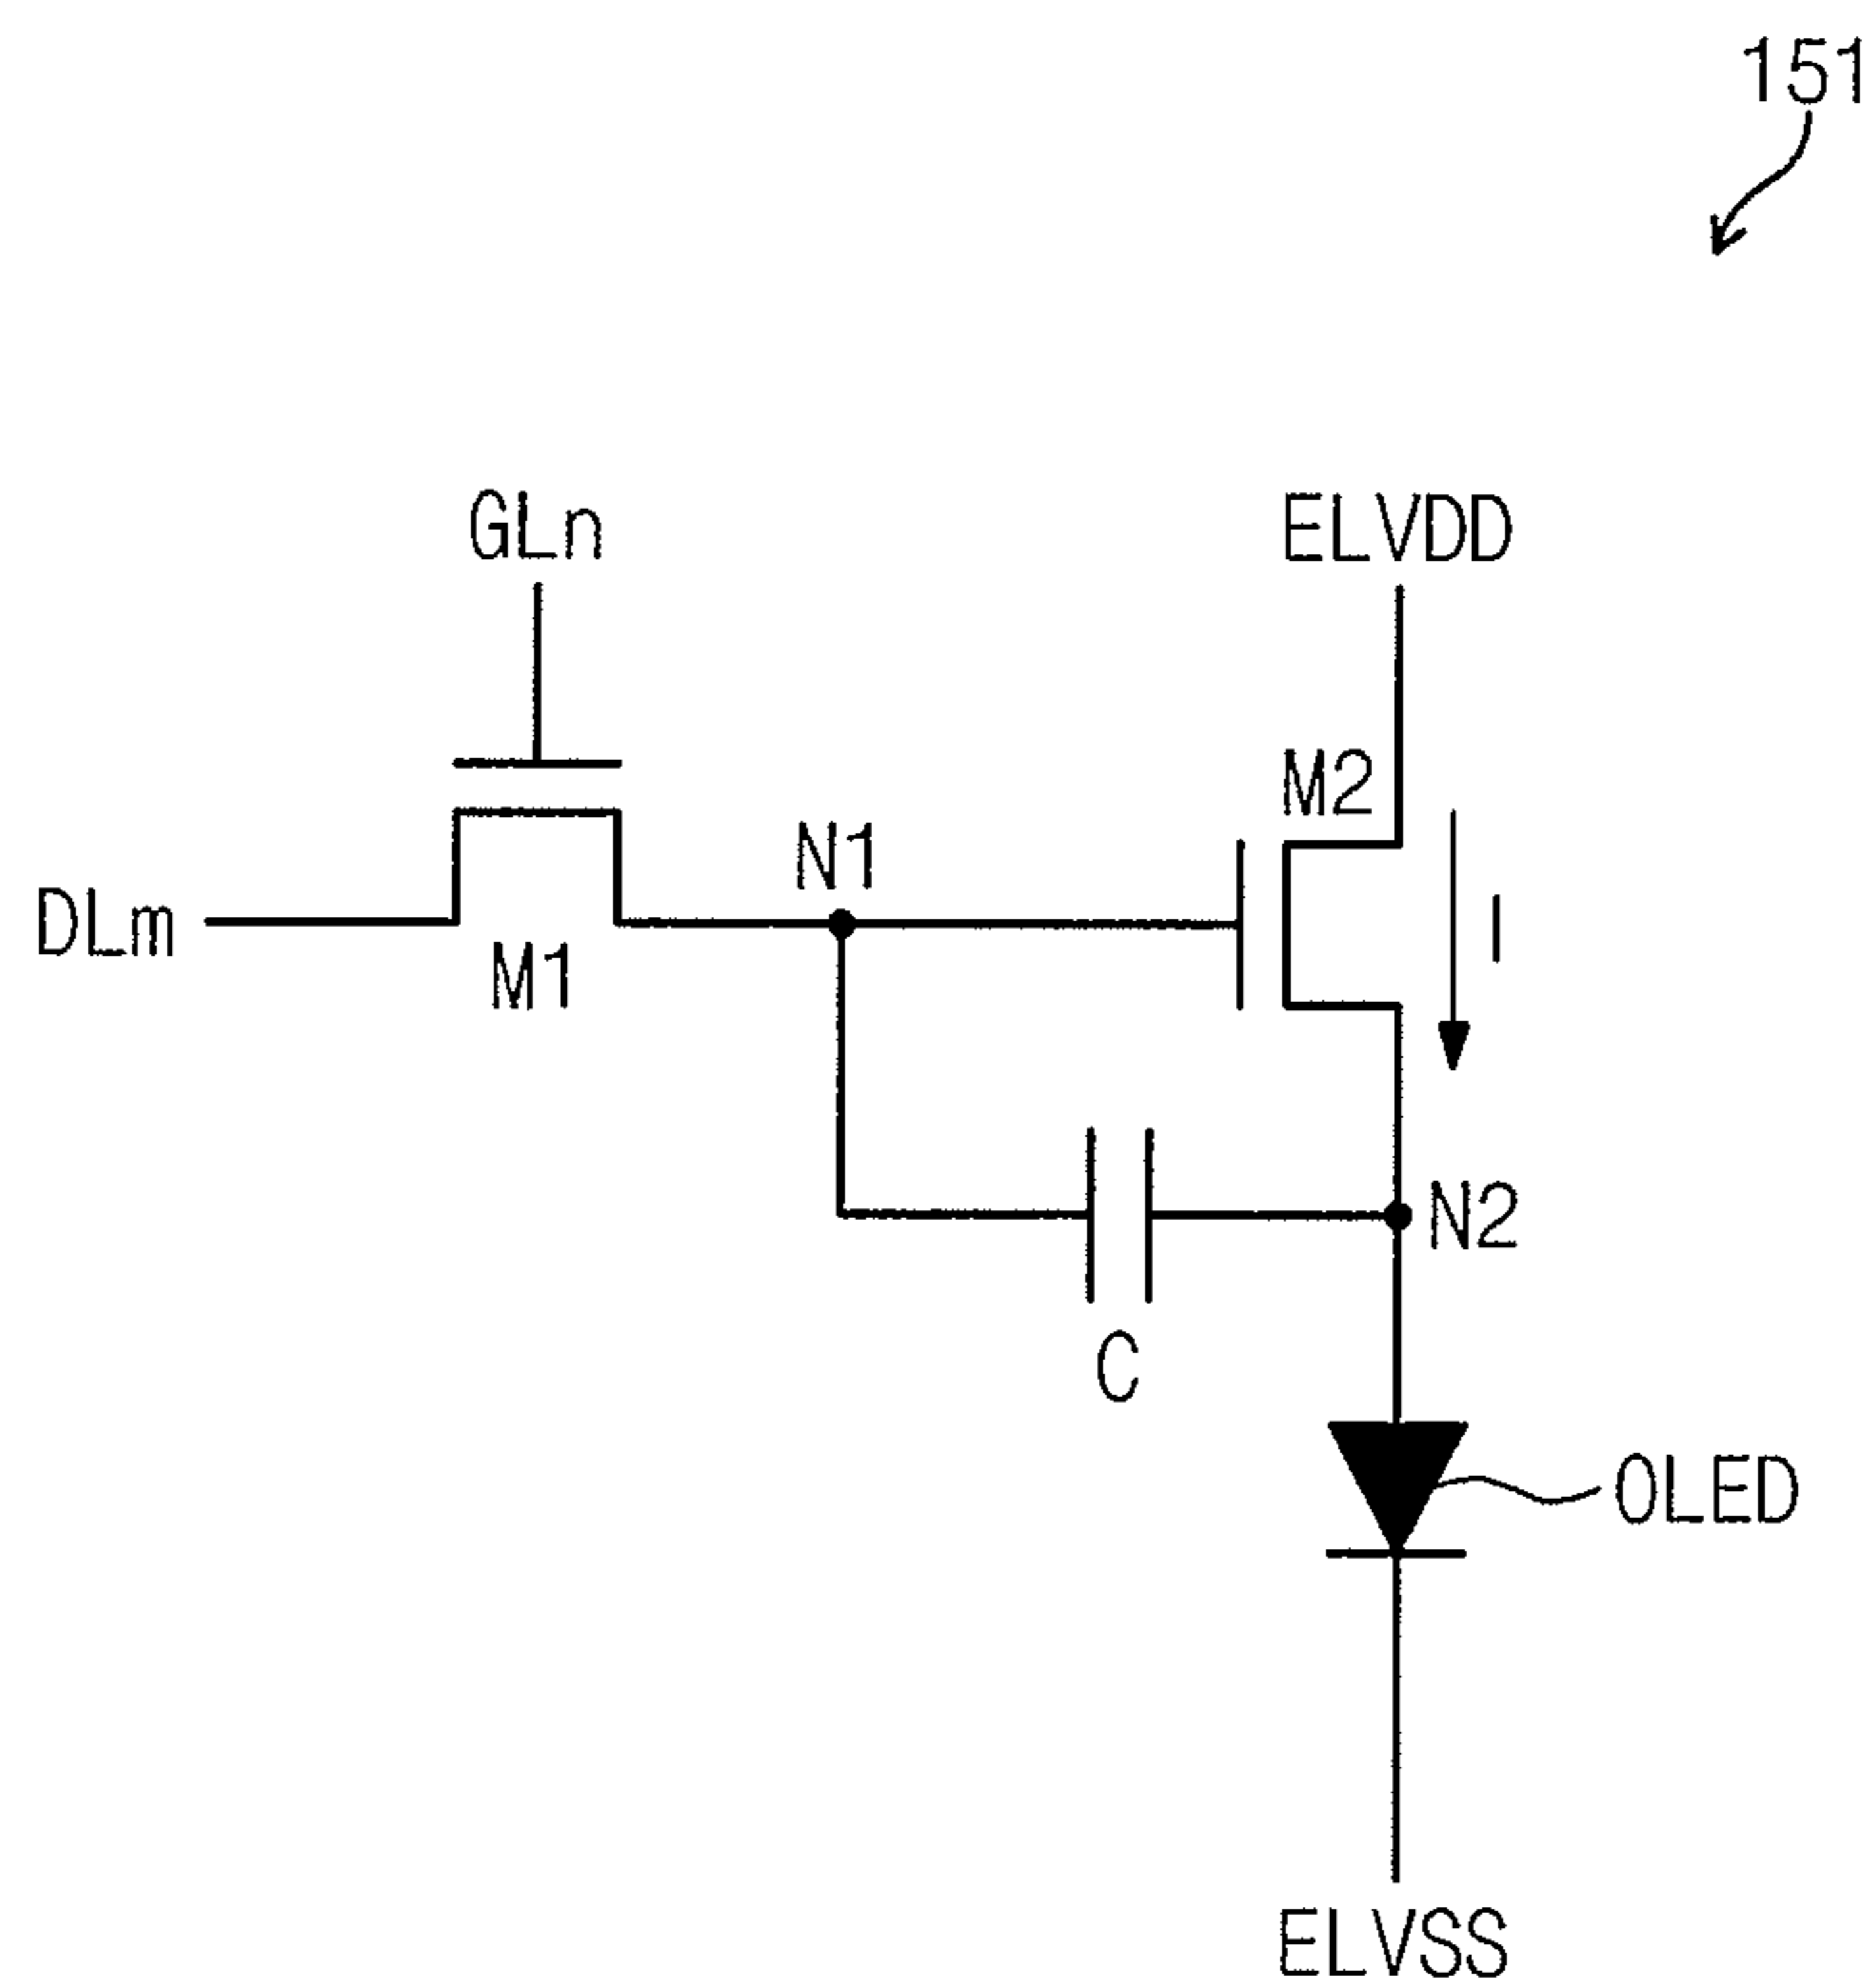 151
GLn
ELVDD
M2
N1
DLm
I
M1
N2
C
OLED
ELVSS